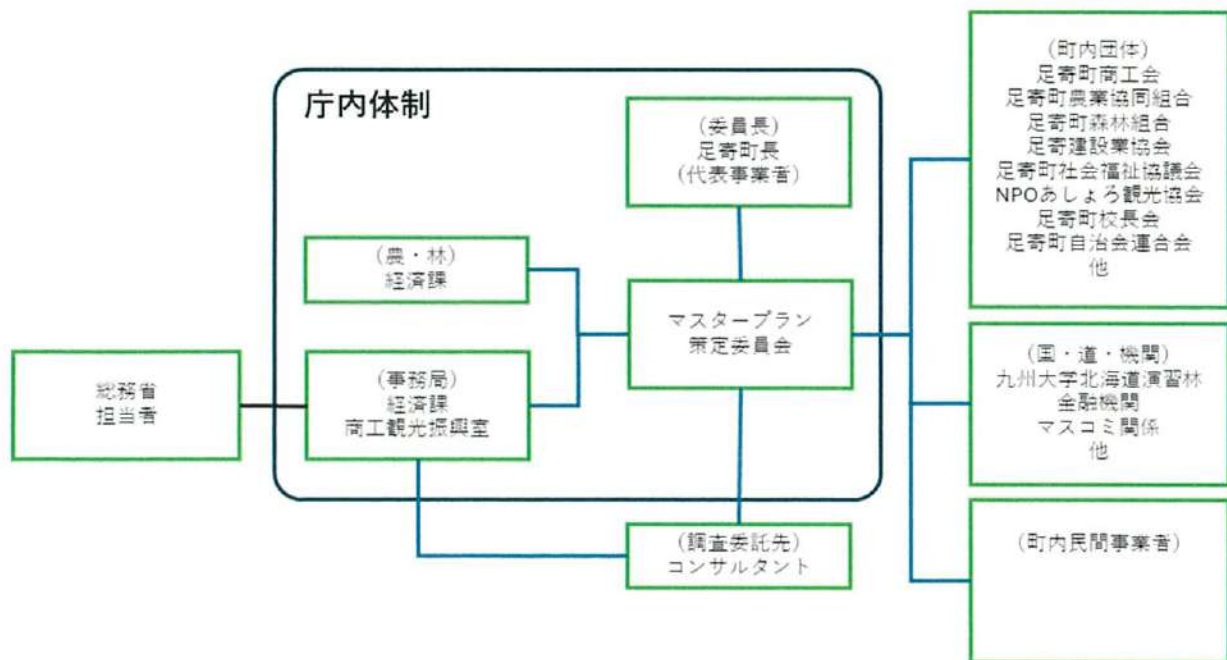 庁内体制
(委員長)
足寄町長
(代表事業者)
(農・林)
経済課
マスタープラン
策定委員会
総務省
担当者
(事務局)
経済課
商工観光振興室
(調査委託先)
コンサルタント
(町内団体)
足寄町商工会
足寄町農業協同組合
足寄町森林組合
足寄建設業協会
足寄町社会福祉協議会
NPOあしょろ観光協会
足寄町校長会
足寄町自治会連合会
他
(国・道・機関)
九州大学北海道演習林
金融機関
マスコミ関係
他
(町内民間事業者)